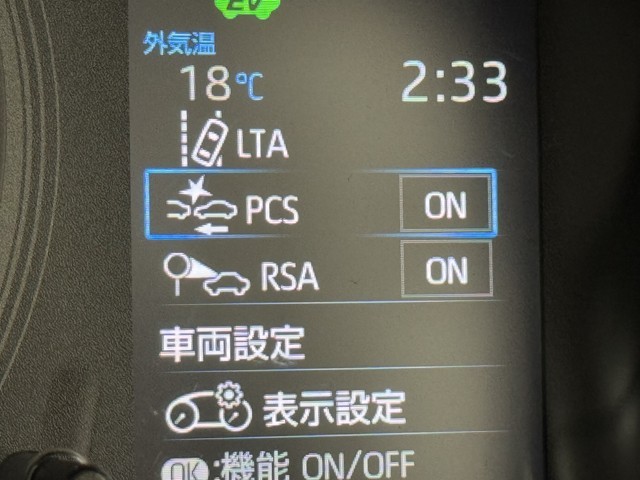 EV
外気温
18℃ 2:33
LTA
PCS ON
RSA ON
車両設定
表示設定
OK:機能 ON/OFF